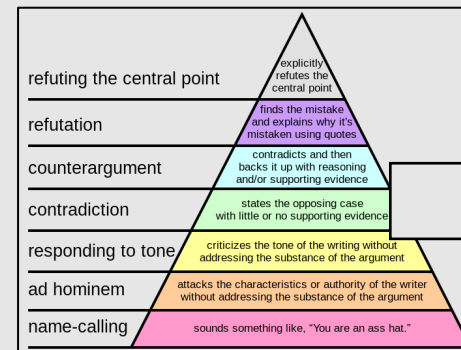 explicitly
refutes the
central point
refuting the central point
finds the mistake
and explains why it's
mistaken using quotes
refutation
contradicts and then
backs it up with reasoning
and/or supporting evidence
counterargument
states the opposing case
with little or no supporting evidence
contradiction
criticizes the tone of the writing without
addressing the substance of the argument
responding to tone
attacks the characteristics or authority of the writer
without addressing the substance of the argument
ad hominem
sounds something like, “You are an ass hat.”
name-calling